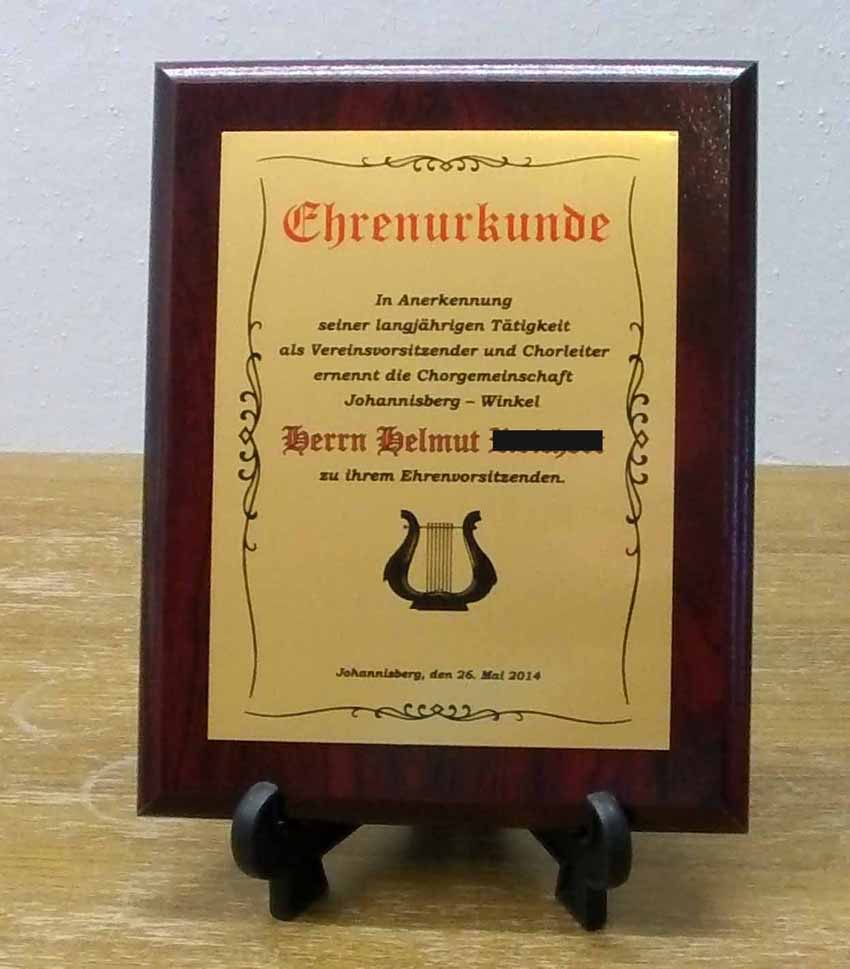 Ehrenurkunde
In Anerkennung
seiner langjährigen Tätigkeit
als Vereinsvorsitzender und Chorleiter
ernennt die Chorgemeinschaft
Johannisberg – Winkel
Herrn Helmut
zu ihrem Ehrenvorsitzenden.
Johannisberg, den 26. Mai 2014